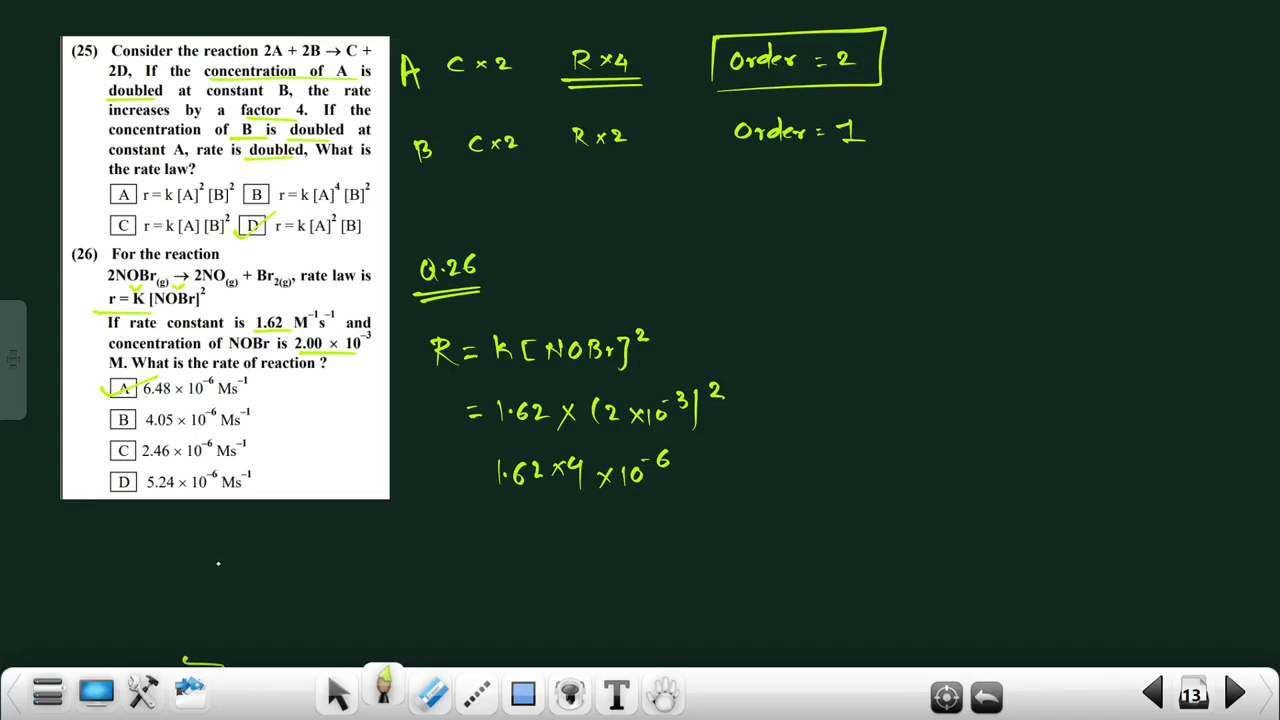 (25) Consider the reaction 2A + 2B → C +
2D, If the concentration of A is
doubled at constant B, the rate
increases by a factor 4. If the
concentration of B is doubled at
constant A, rate is doubled, What is
the rate law?
A r = k [A]² [B]² B r = k [A]⁴ [B]²
C r = k [A] [B]² D r = k [A]² [B]
(26) For the reaction
2NOBr₍g₎ → 2NO₍g₎ + Br₂₍g₎, rate law is
r = K [NOBr]²
If rate constant is 1.62 M⁻¹s⁻¹ and
concentration of NOBr is 2.00 × 10⁻³
M. What is the rate of reaction ?
A 6.48 × 10⁻⁶ Ms⁻¹
B 4.05 × 10⁻⁶ Ms⁻¹
C 2.46 × 10⁻⁶ Ms⁻¹
D 5.24 × 10⁻⁶ Ms⁻¹
A C × 2 R × 4 Order = 2
B C × 2 R × 2 Order = 1
Q.26
R = K [NOBr]²
= 1.62 × (2 × 10⁻³)²
1.62 × 4 × 10⁻⁶
T
13